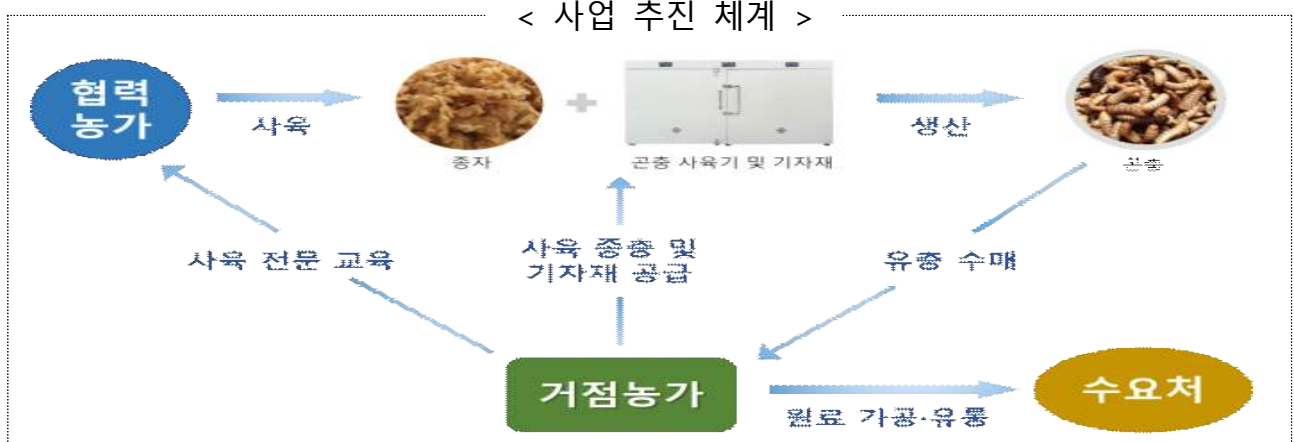 < 사업 추진 체계 >
협력
농가
사육
종자
곤충 사육기 및 기자재
생산
곤충
사육 전문 교육
사육 종충 및
기자재 공급
유충 수매
거점농가
원료 가공·유통
수요처